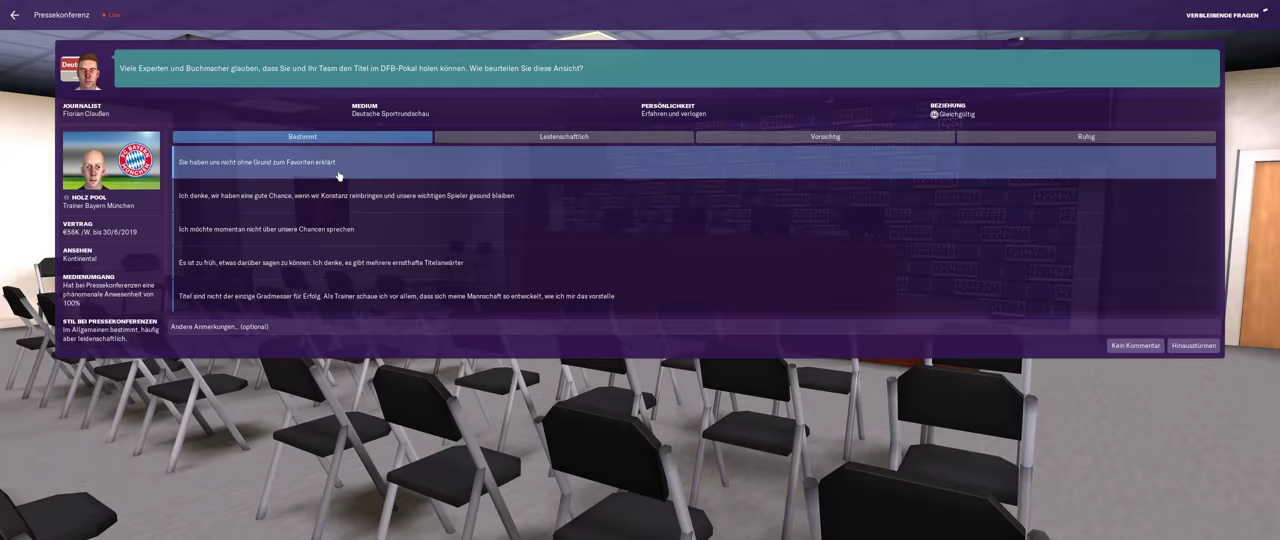 Pressekonferenz
Live
VERBLEIBENDE FRAGEN
Viele Experten und Buchmacher glauben, dass Sie und Ihr Team den Titel im DFB-Pokal holen können. Wie beurteilen Sie diese Ansicht?
JOURNALIST
Florian Claußen
MEDIUM
Deutsche Sportrundschau
PERSÖNLICHKEIT
Erfahren und verlogen
BEZIEHUNG
Gleichgültig
Bestimmt
Leidenschaftlich
Vorsichtig
Ruhig
FC BAYERN
MÜNCHEN
HOLZ POOL
Trainer Bayern München
VERTRAG
€58K /W. bis 30/6/2019
ANSEHEN
Kontinental
MEDIENUMGANG
Hat bei Pressekonferenzen eine
phänomenale Anwesenheit von
100%
STIL BEI PRESSEKONFERENZEN
Im Allgemeinen bestimmt, häufig
aber leidenschaftlich.
Sie haben uns nicht ohne Grund zum Favoriten erklärt
Ich denke, wir haben eine gute Chance, wenn wir Konstanz reinbringen und unsere wichtigen Spieler gesund bleiben
Ich möchte momentan nicht über unsere Chancen sprechen
Es ist zu früh, etwas darüber sagen zu können. Ich denke, es gibt mehrere ernsthafte Titelanwärter
Titel sind nicht der einzige Gradmesser für Erfolg. Als Trainer schaue ich vor allem, dass sich meine Mannschaft so entwickelt, wie ich mir das vorstelle
Andere Anmerkungen... (optional)
Kein Kommentar
Hinausstürmen